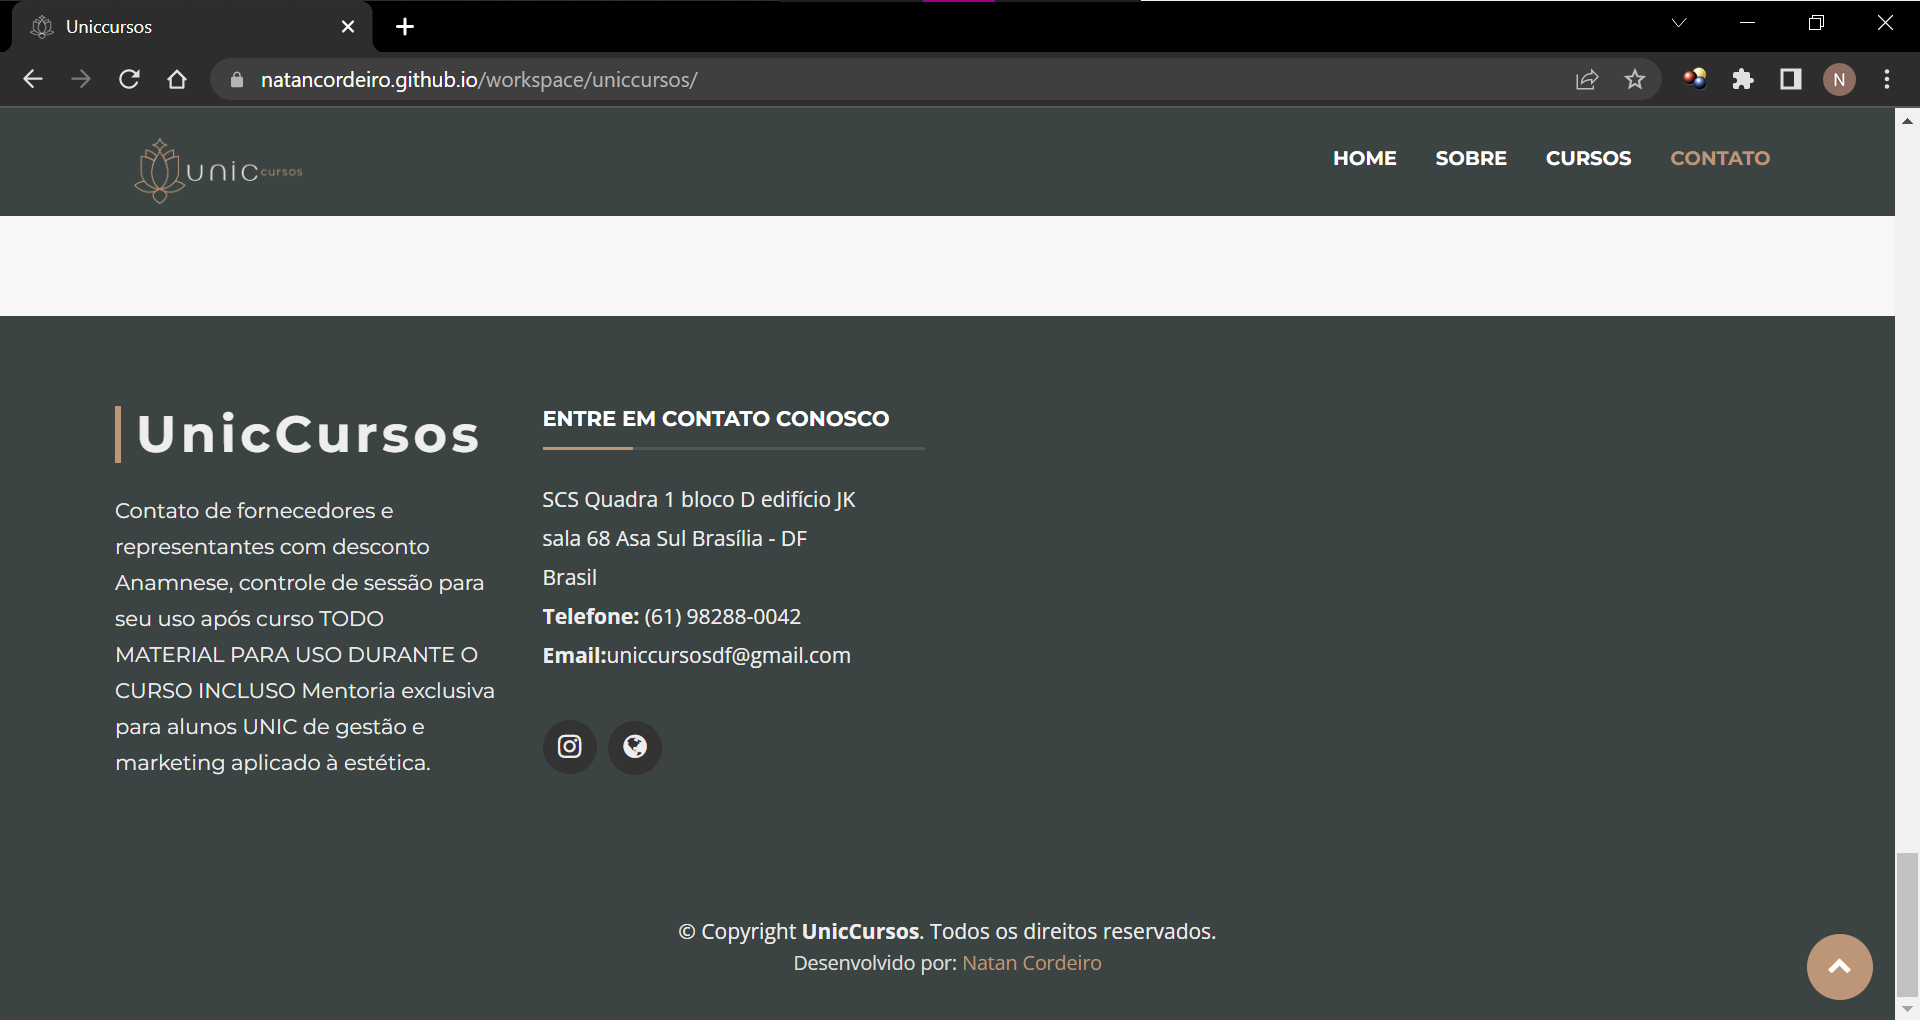 Uniccursos
natancordeiro.github.io/workspace/uniccursos/
N
unic cursos
HOME SOBRE CURSOS CONTATO
UnicCursos
Contato de fornecedores e
representantes com desconto
Anamnese, controle de sessão para
seu uso após curso TODO
MATERIAL PARA USO DURANTE O
CURSO INCLUSO Mentoria exclusiva
para alunos UNIC de gestão e
marketing aplicado à estética.
ENTRE EM CONTATO CONOSCO
SCS Quadra 1 bloco D edifício JK
sala 68 Asa Sul Brasília - DF
Brasil
Telefone: (61) 98288-0042
Email:uniccursosdf@gmail.com
© Copyright UnicCursos. Todos os direitos reservados.
Desenvolvido por: Natan Cordeiro